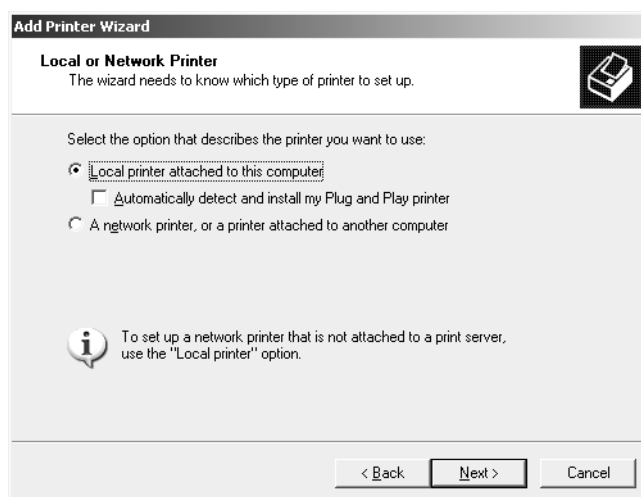 Add Printer Wizard
Local or Network Printer
The wizard needs to know which type of printer to set up.
Select the option that describes the printer you want to use:
Local printer attached to this computer
Automatically detect and install my Plug and Play printer
A network printer, or a printer attached to another computer
To set up a network printer that is not attached to a print server,
use the "Local printer" option.
< Back
Next >
Cancel